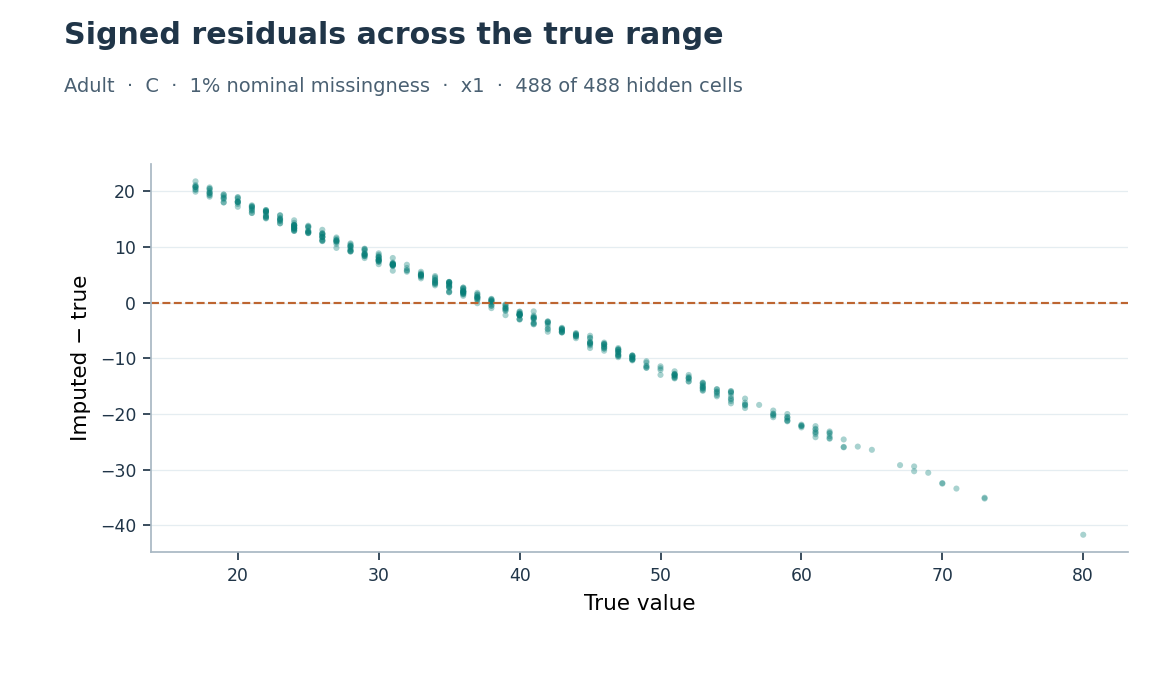 Signed residuals across the true range
Adult · C · 1% nominal missingness · x1 · 488 of 488 hidden cells
Imputed − true
20
10
0
−10
−20
−30
−40
20 30 40 50 60 70 80
True value